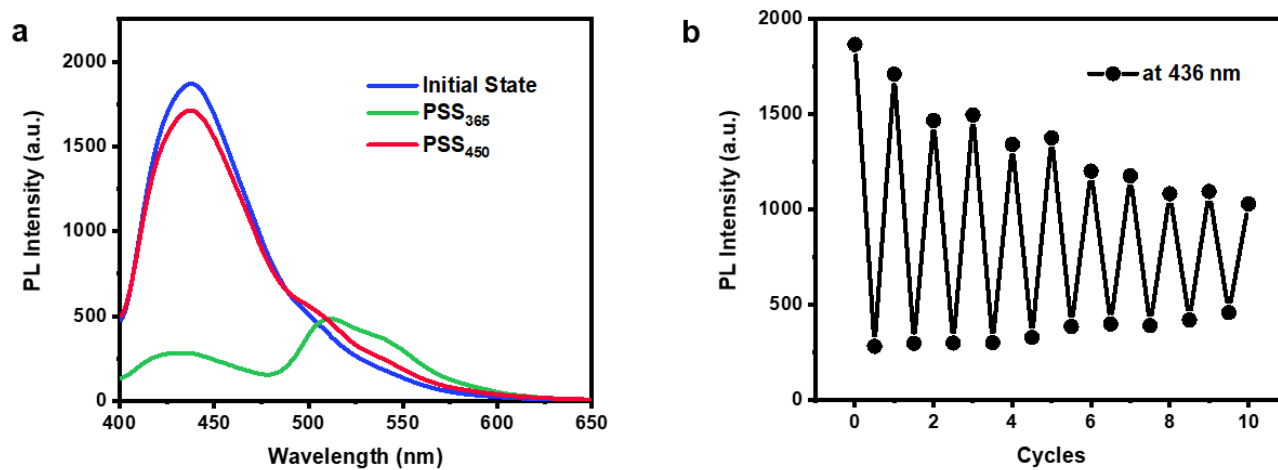 a
2000
1500
1000
500
0
400
450
500
550
600
650
PL Intensity (a.u.)
Wavelength (nm)
Initial State
PSS365
PSS450
b
2000
1500
1000
500
0
0
2
4
6
8
10
PL Intensity (a.u.)
Cycles
at 436 nm